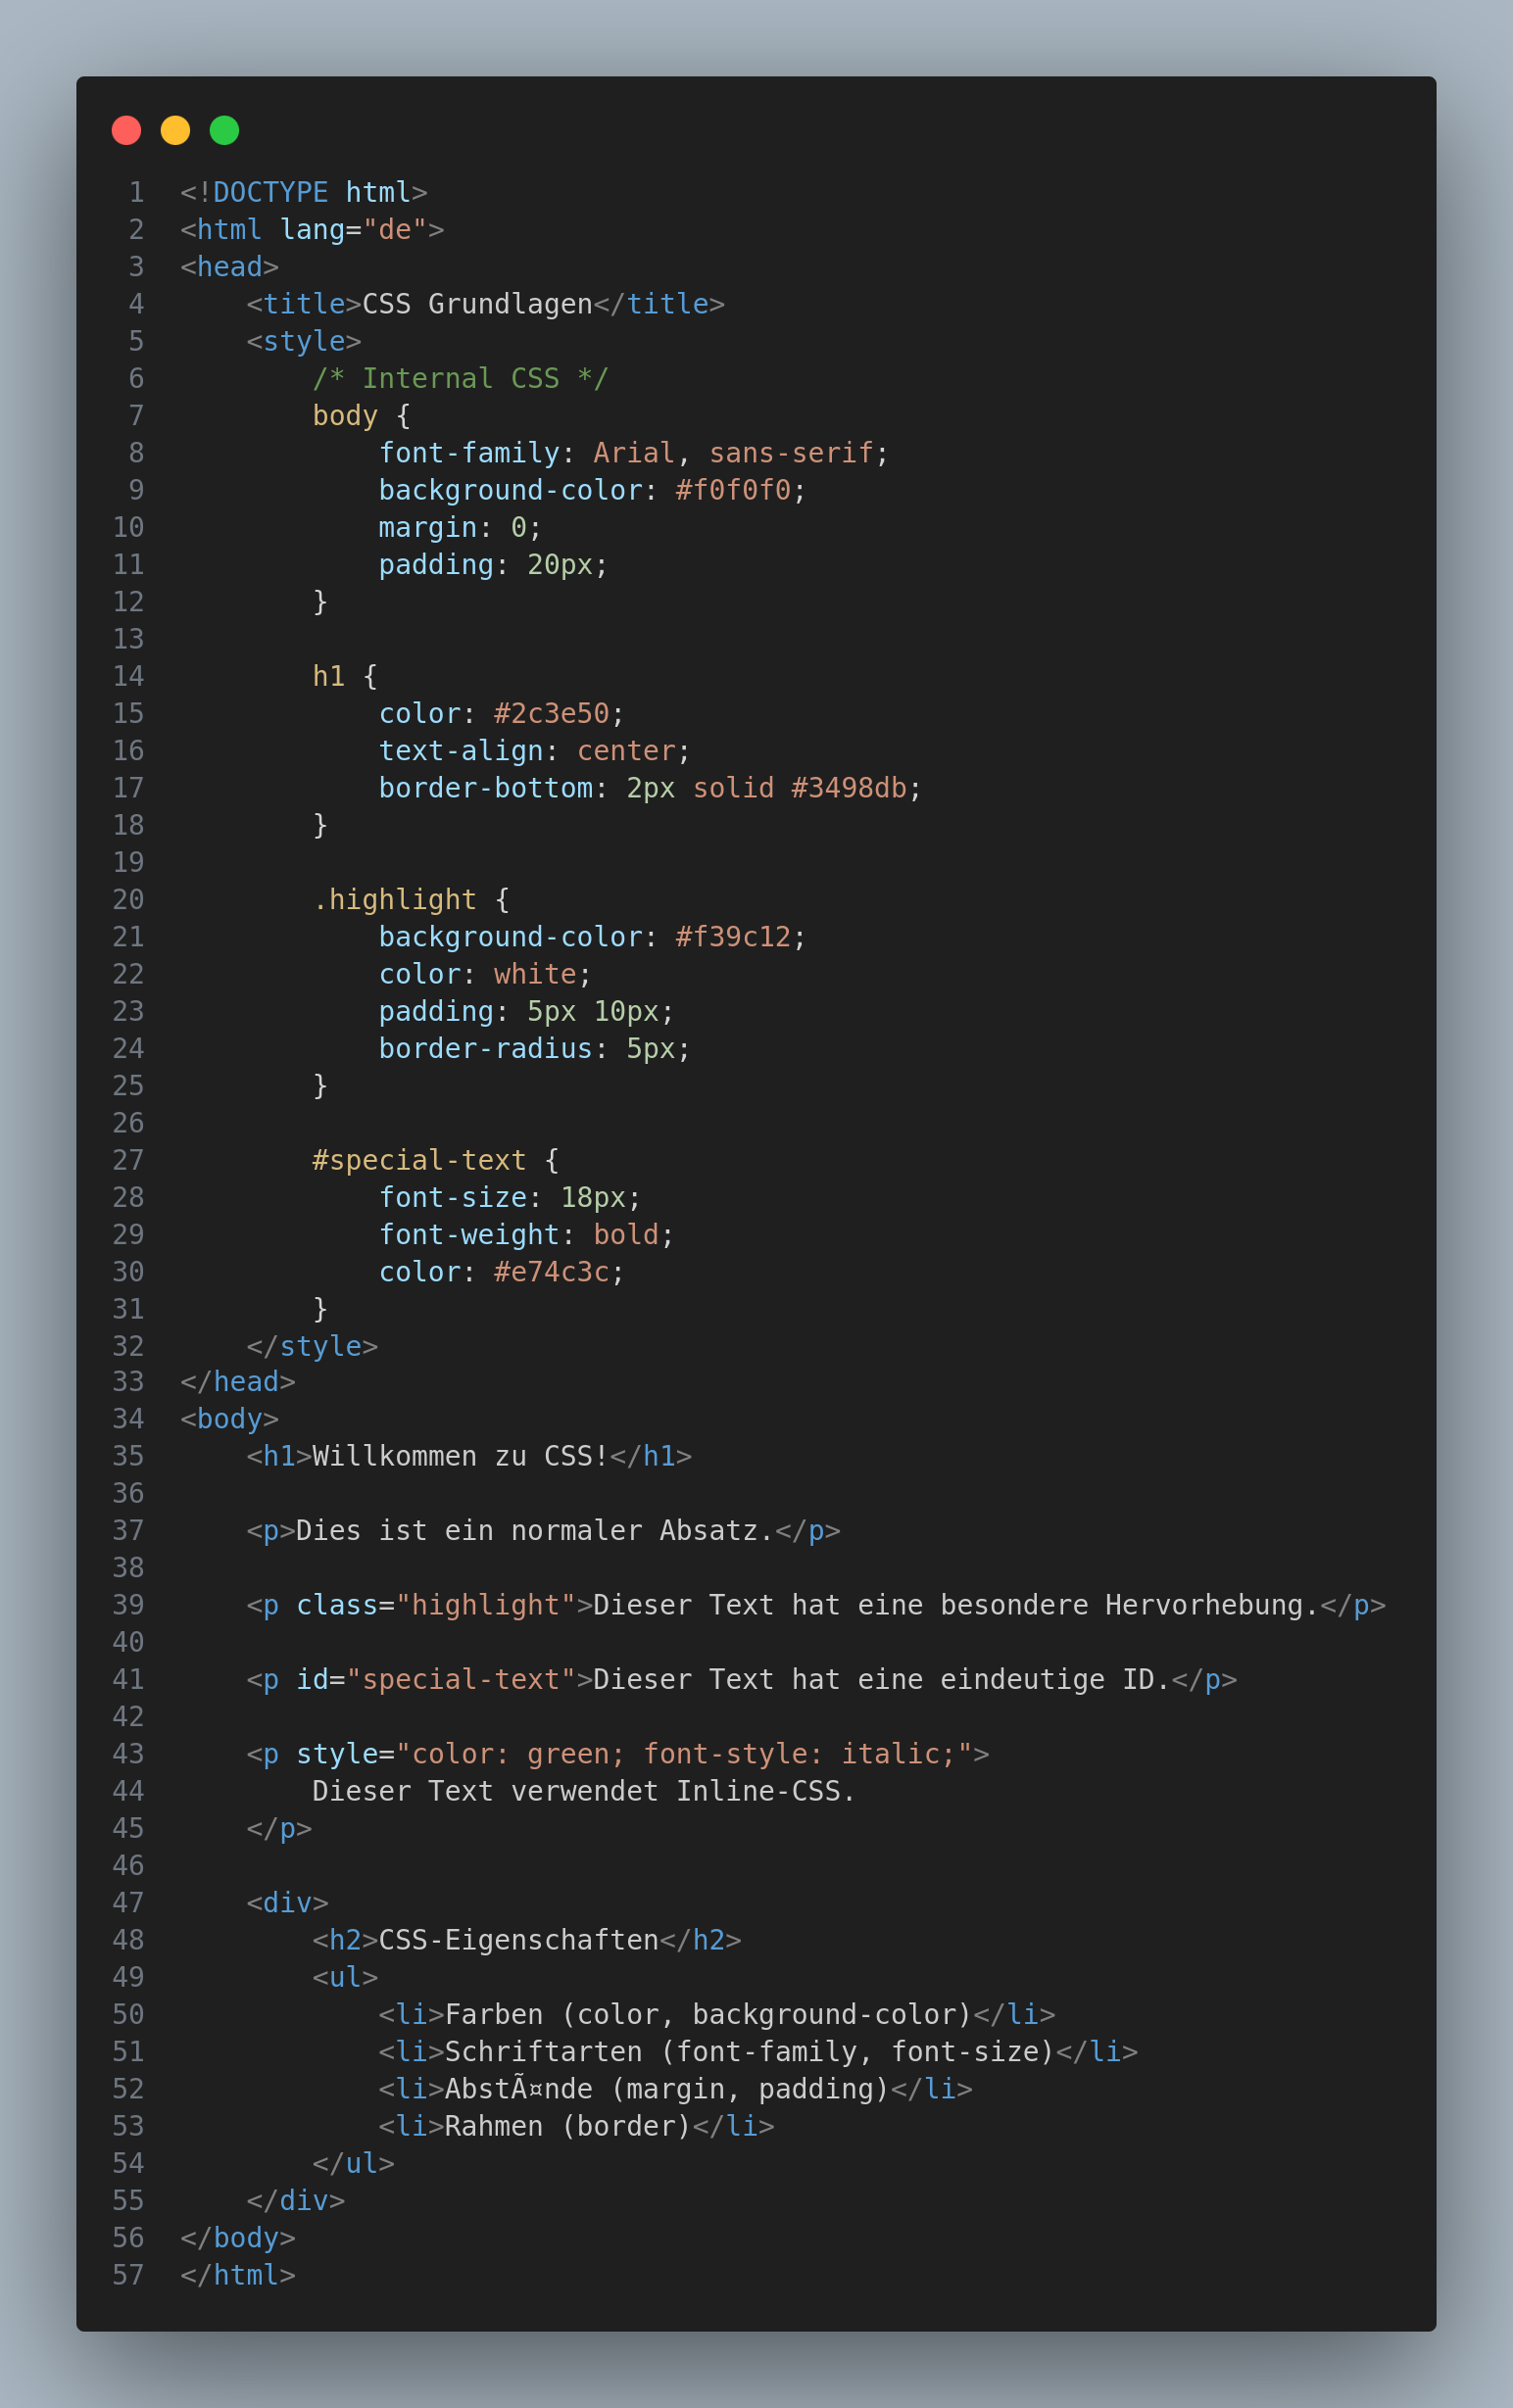 1 <!DOCTYPE html>
2 <html lang="de">
3 <head>
4     <title>CSS Grundlagen</title>
5     <style>
6         /* Internal CSS */
7         body {
8             font-family: Arial, sans-serif;
9             background-color: #f0f0f0;
10             margin: 0;
11             padding: 20px;
12         }
13
14         h1 {
15             color: #2c3e50;
16             text-align: center;
17             border-bottom: 2px solid #3498db;
18         }
19
20         .highlight {
21             background-color: #f39c12;
22             color: white;
23             padding: 5px 10px;
24             border-radius: 5px;
25         }
26
27         #special-text {
28             font-size: 18px;
29             font-weight: bold;
30             color: #e74c3c;
31         }
32     </style>
33 </head>
34 <body>
35     <h1>Willkommen zu CSS!</h1>
36
37     <p>Dies ist ein normaler Absatz.</p>
38
39     <p class="highlight">Dieser Text hat eine besondere Hervorhebung.</p>
40
41     <p id="special-text">Dieser Text hat eine eindeutige ID.</p>
42
43     <p style="color: green; font-style: italic;">
44         Dieser Text verwendet Inline-CSS.
45     </p>
46
47     <div>
48         <h2>CSS-Eigenschaften</h2>
49         <ul>
50             <li>Farben (color, background-color)</li>
51             <li>Schriftarten (font-family, font-size)</li>
52             <li>AbstÃ¤nde (margin, padding)</li>
53             <li>Rahmen (border)</li>
54         </ul>
55     </div>
56 </body>
57 </html>